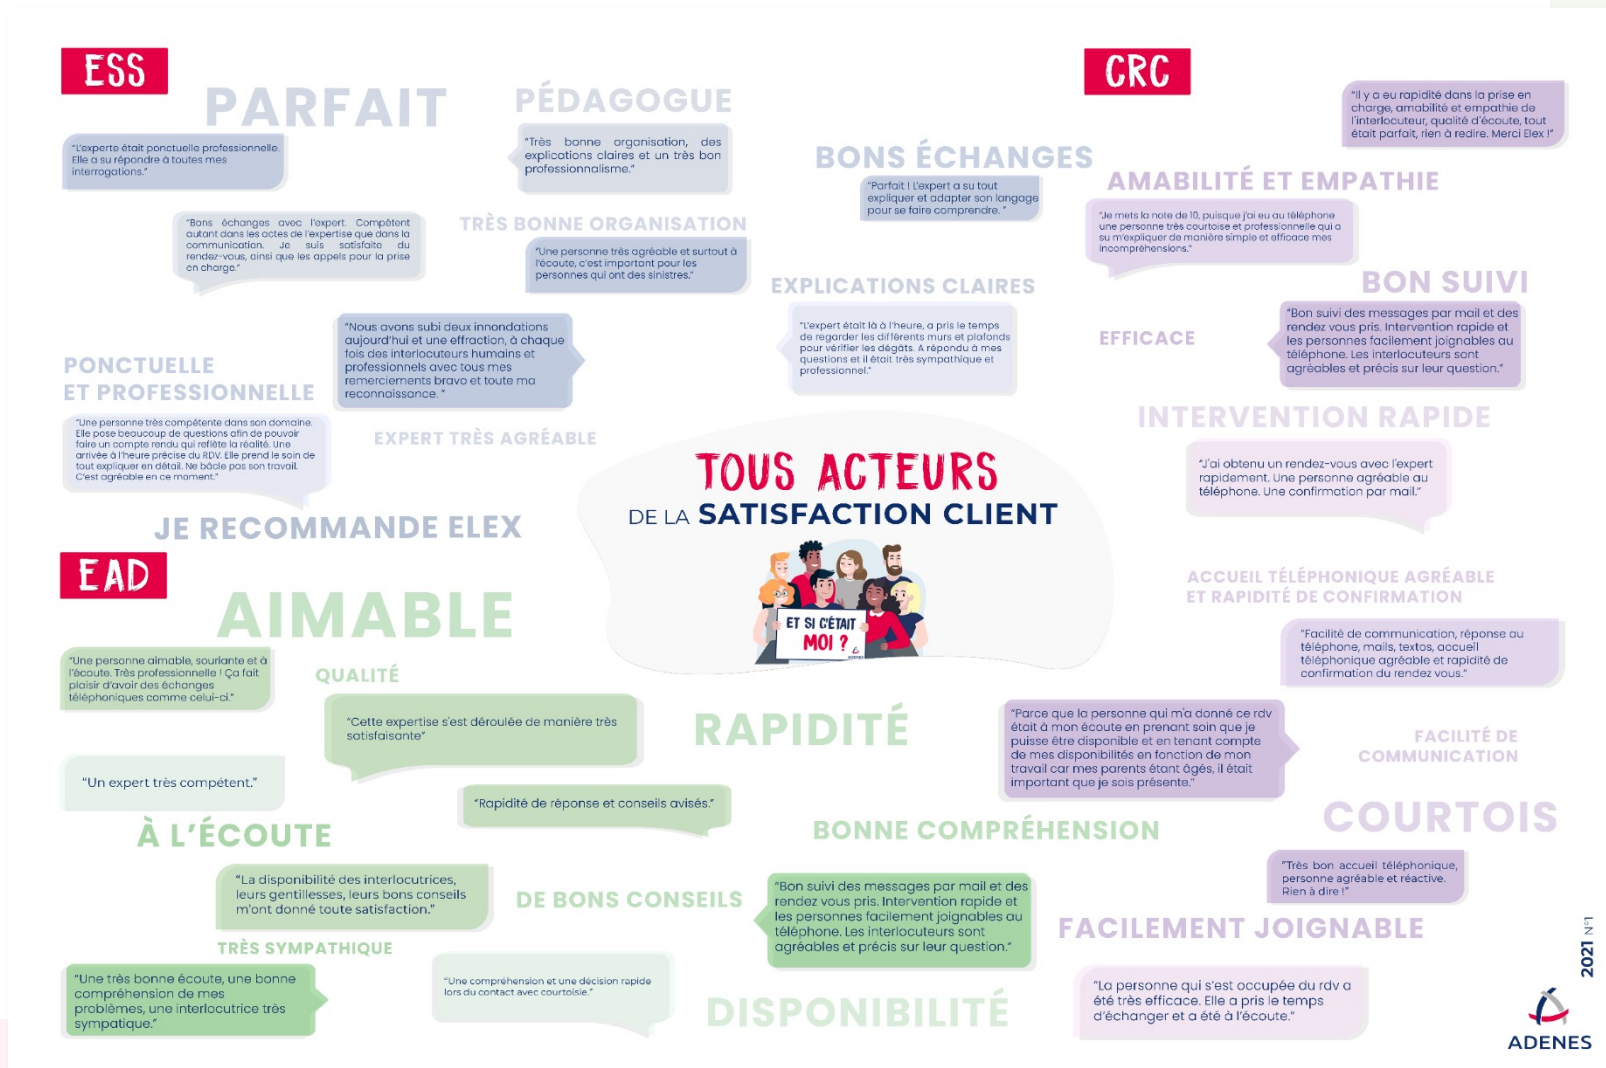 ESS
PARFAIT
"L'experte était ponctuelle professionnelle.
Elle a su répondre à toutes mes
interrogations."
PÉDAGOGUE
"Très bonne organisation, des
explications claires et un très bon
professionnalisme."
"Bons échanges avec l'expert. Compétent
autant dans les actes de l'expertise que dans la
communication. Je suis satisfaite du
rendez-vous, ainsi que les appels pour la prise
en charge."
TRÈS BONNE ORGANISATION
"Une personne très agréable et surtout à
l'écoute, c'est important pour les
personnes qui ont des sinistres."
BONS ÉCHANGES
"Parfait ! L'expert a su tout
expliquer et adapter son langage
pour se faire comprendre. "
EXPLICATIONS CLAIRES
"L'expert était là à l'heure, a pris le temps
de regarder les différents murs et plafonds
pour vérifier les dégâts. A répondu à mes
questions et il était très sympathique et
professionnel."
"Nous avons subi deux innondations
aujourd'hui et une effraction, à chaque
fois des interlocuteurs humains et
professionnels avec tous mes
remerciements bravo et toute ma
reconnaissance. "
PONCTUELLE
ET PROFESSIONNELLE
"Une personne très compétente dans son domaine.
Elle pose beaucoup de questions afin de pouvoir
faire un compte rendu qui reflète la réalité. Une
arrivée à l'heure précise du RDV. Elle prend le soin de
tout expliquer en détail. Ne bâcle pas son travail.
C'est agréable en ce moment."
EXPERT TRÈS AGRÉABLE
JE RECOMMANDE ELEX
CRC
"Il y a eu rapidité dans la prise en
charge, amabilité et empathie de
l'interlocuteur, qualité d'écoute, tout
était parfait, rien à redire. Merci Elex !"
AMABILITÉ ET EMPATHIE
"Je mets la note de 10, puisque j'ai eu au téléphone
une personne très courtoise et professionnelle qui a
su m'expliquer de manière simple et efficace mes
incompréhensions."
BON SUIVI
EFFICACE
"Bon suivi des messages par mail et des
rendez vous pris. Intervention rapide et
les personnes facilement joignables au
téléphone. Les interlocuteurs sont
agréables et précis sur leur question."
INTERVENTION RAPIDE
"J'ai obtenu un rendez-vous avec l'expert
rapidement. Une personne agréable au
téléphone. Une confirmation par mail."
TOUS ACTEURS
DE LA SATISFACTION CLIENT
ET SI C'ÉTAIT
MOI ?
ADENES
ACCUEIL TÉLÉPHONIQUE AGRÉABLE
ET RAPIDITÉ DE CONFIRMATION
"Facilité de communication, réponse au
téléphone, mails, textos, accueil
téléphonique agréable et rapidité de
confirmation du rendez vous."
"Parce que la personne qui m'a donné ce rdv
était à mon écoute en prenant soin que je
puisse être disponible et en tenant compte
de mes disponibilités en fonction de mon
travail car mes parents étant âgés, il était
important que je sois présente."
FACILITÉ DE
COMMUNICATION
COURTOIS
"Très bon accueil téléphonique,
personne agréable et réactive.
Rien à dire !"
FACILEMENT JOIGNABLE
"La personne qui s'est occupée du rdv a
été très efficace. Elle a pris le temps
d'échanger et a été à l'écoute."
EAD
AIMABLE
"Une personne aimable, souriante et à
l'écoute. Très professionnelle ! Ça fait
plaisir d'avoir des échanges
téléphoniques comme celui-ci."
QUALITÉ
"Cette expertise s'est déroulée de manière très
satisfaisante"
RAPIDITÉ
"Un expert très compétent."
"Rapidité de réponse et conseils avisés."
À L'ÉCOUTE
BONNE COMPRÉHENSION
"La disponibilité des interlocutrices,
leurs gentillesses, leurs bons conseils
m'ont donné toute satisfaction."
DE BONS CONSEILS
"Bon suivi des messages par mail et des
rendez vous pris. Intervention rapide et
les personnes facilement joignables au
téléphone. Les interlocuteurs sont
agréables et précis sur leur question."
TRÈS SYMPATHIQUE
"Une très bonne écoute, une bonne
compréhension de mes
problèmes, une interlocutrice très
sympatique."
"Une compréhension et une décision rapide
lors du contact avec courtoisie."
DISPONIBILITÉ
2021 N°1
ADENES